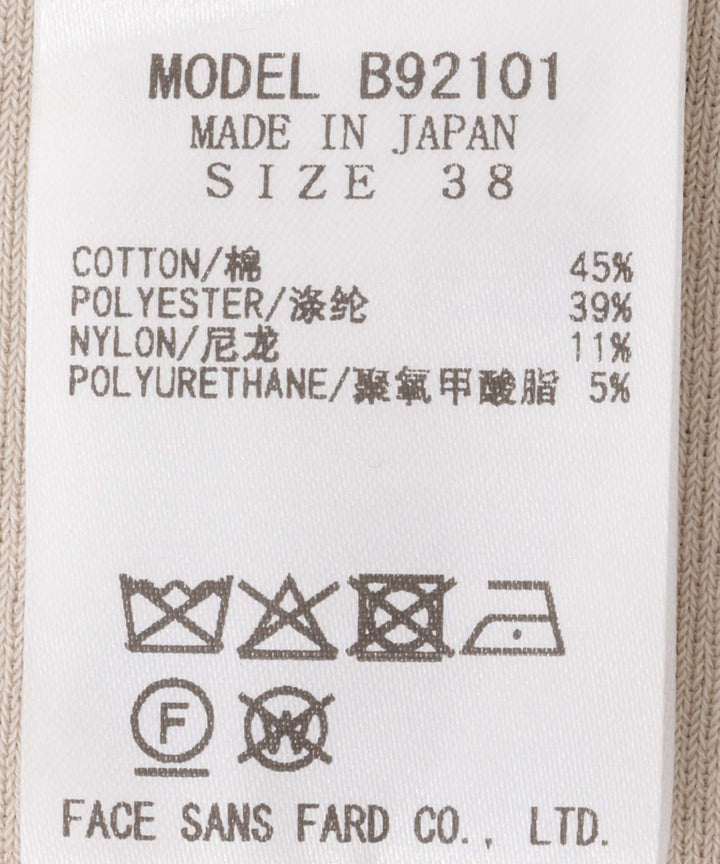 MODEL B92101
MADE IN JAPAN
SIZE 38
COTTON/棉 45%
POLYESTER/涤纶 39%
NYLON/尼龙 11%
POLYURETHANE/聚氧甲酸脂 5%
F W
FACE SANS FARD CO., LTD.